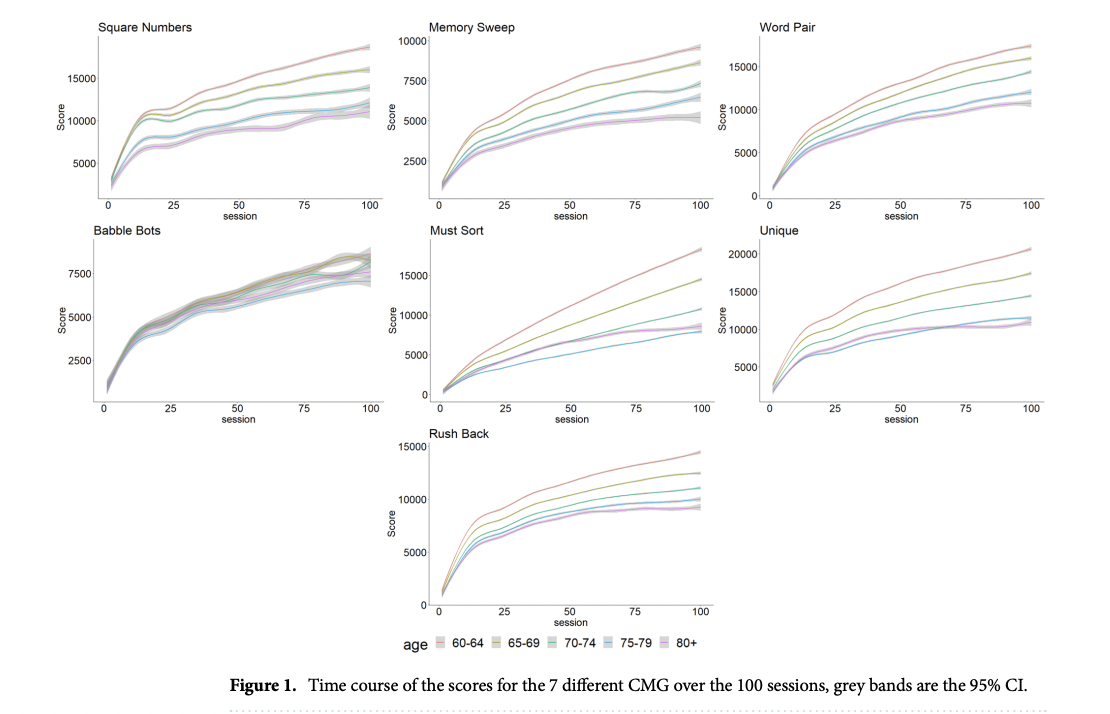 Square Numbers
Score
15000
10000
5000
0 25 50 75 100
session
Memory Sweep
Score
10000
7500
5000
2500
0 25 50 75 100
session
Word Pair
Score
15000
10000
5000
0
0 25 50 75 100
session
Babble Bots
Score
7500
5000
2500
0 25 50 75 100
session
Must Sort
Score
15000
10000
5000
0
0 25 50 75 100
session
Unique
Score
20000
15000
10000
5000
0 25 50 75 100
session
Rush Back
Score
15000
10000
5000
0
0 25 50 75 100
session
age 60-64 65-69 70-74 75-79 80+
Figure 1. Time course of the scores for the 7 different CMG over the 100 sessions, grey bands are the 95% CI.